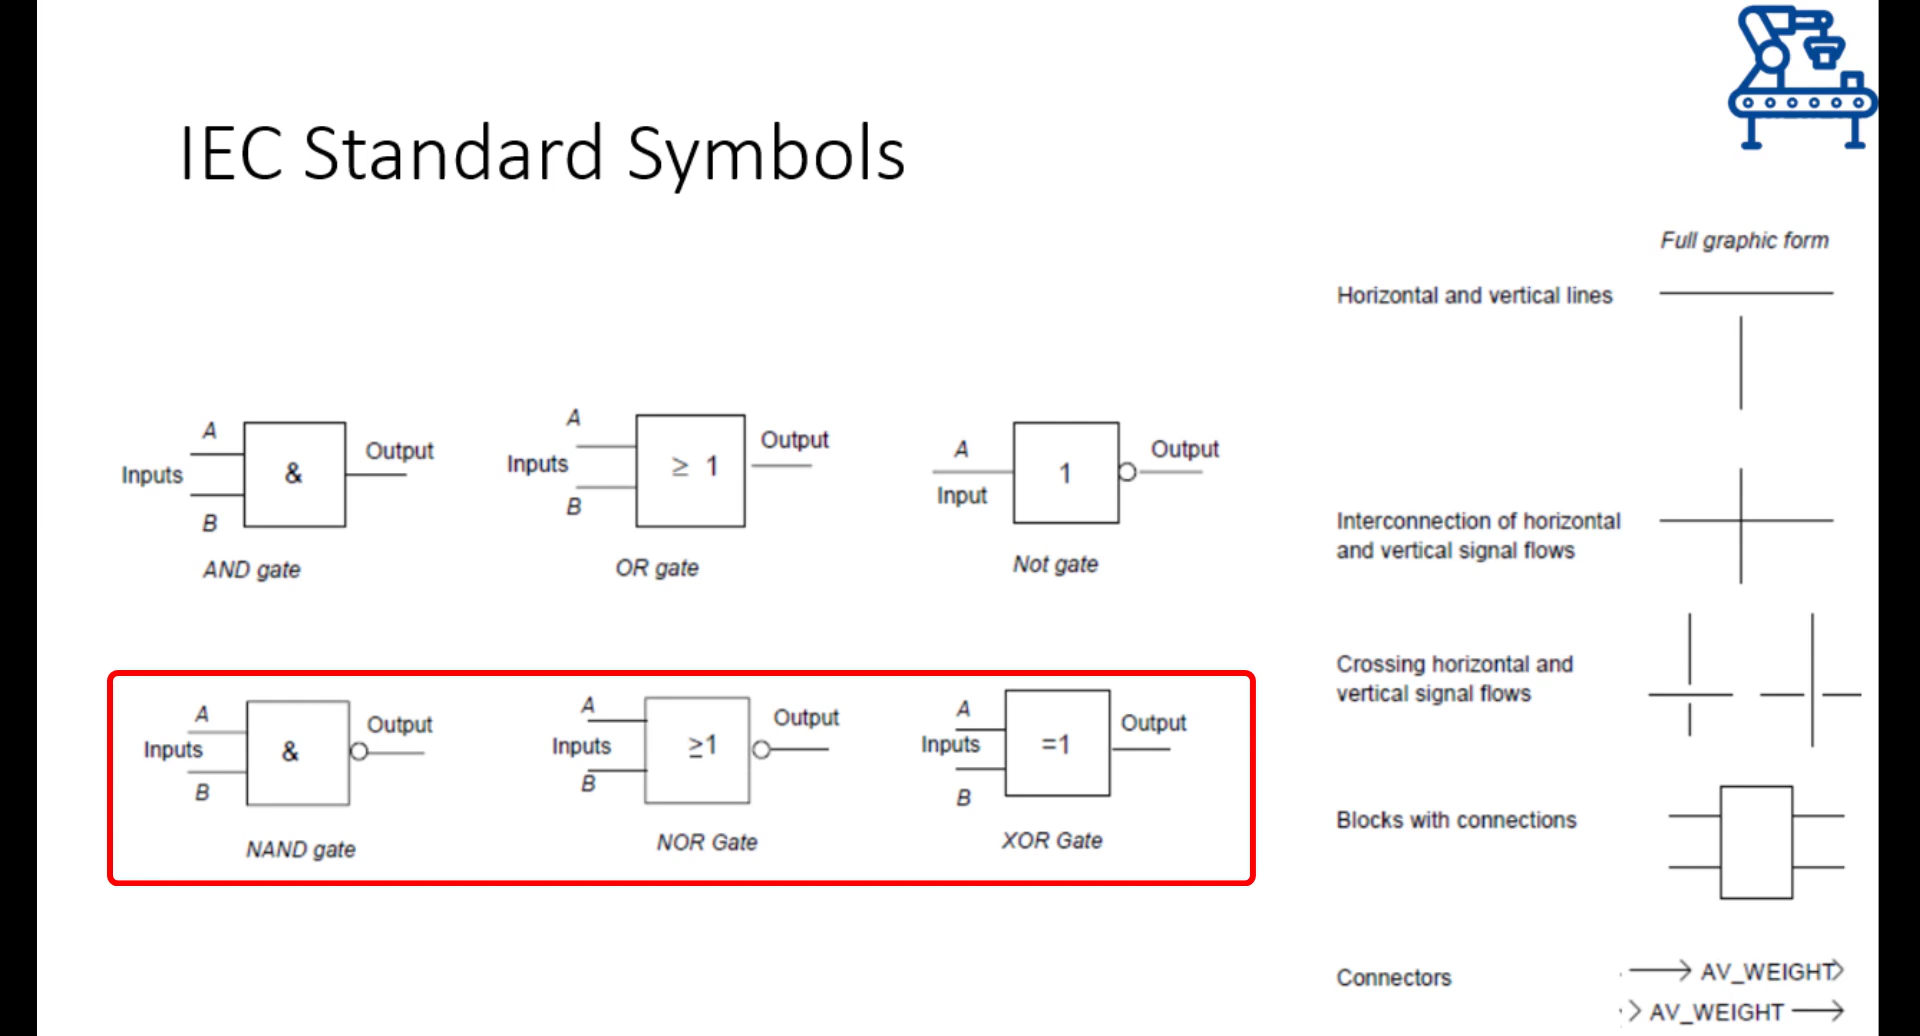 IEC Standard Symbols
A
Inputs
B
&
Output
AND gate
A
Inputs
B
≥ 1
Output
OR gate
A
Input
1
Output
Not gate
A
Inputs
B
&
Output
NAND gate
A
Inputs
B
≥1
Output
NOR Gate
A
Inputs
B
=1
Output
XOR Gate
Full graphic form
Horizontal and vertical lines
Interconnection of horizontal
and vertical signal flows
Crossing horizontal and
vertical signal flows
Blocks with connections
Connectors
AV_WEIGHT
AV_WEIGHT